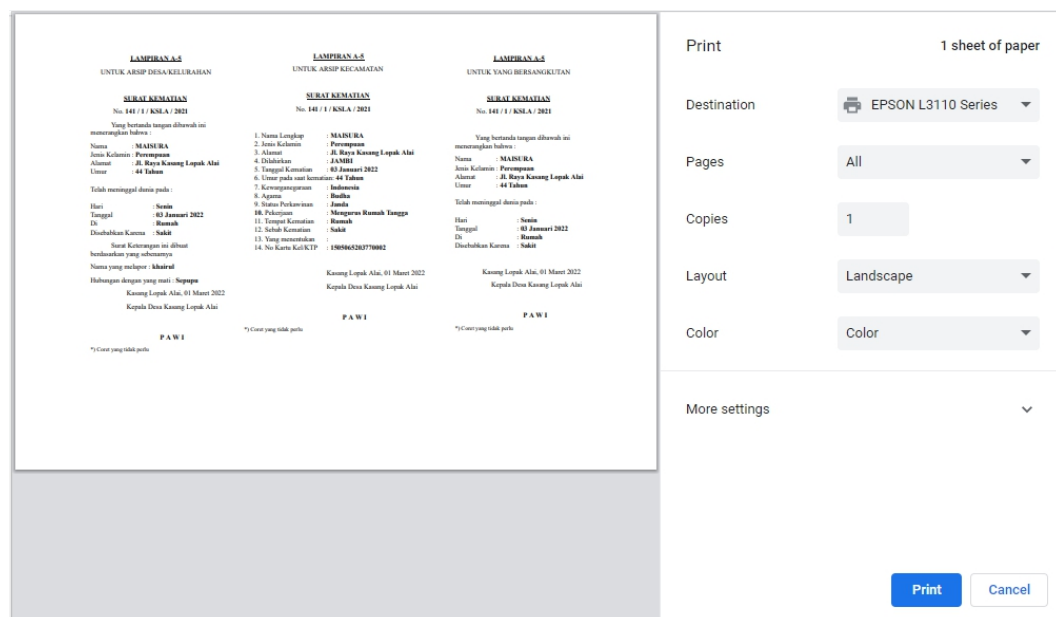 LAMPIRAN A-5
UNTUK ARSIP DESA/KELURAHAN
SURAT KEMATIAN
No. 141 / 1 / KSLA / 2021
Yang bertanda tangan dibawah ini
menerangkan bahwa :
Nama : MAISURA
Jenis Kelamin : Perempuan
Alamat : Jl. Raya Kasang Lopak Alai
Umur : 44 Tahun
Telah meninggal dunia pada :
Hari : Senin
Tanggal : 03 Januari 2022
Di : Rumah
Disebabkan Karena : Sakit
Surat Keterangan ini dibuat
berdasarkan yang sebenarnya
Nama yang melapor : khairul
Hubungan dengan yang mati : Sepupu
Kasang Lopak Alai, 01 Maret 2022
Kepala Desa Kasang Lopak Alai
P A W I
*) Coret yang tidak perlu
LAMPIRAN A-5
UNTUK ARSIP KECAMATAN
SURAT KEMATIAN
No. 141 / 1 / KSLA / 2021
1. Nama Lengkap : MAISURA
2. Jenis Kelamin : Perempuan
3. Alamat : Jl. Raya Kasang Lopak Alai
4. Dilahirkan : JAMBI
5. Tanggal Kematian : 03 Januari 2022
6. Umur pada saat kematian: 44 Tahun
7. Kewarganegaraan : Indonesia
8. Agama : Budha
9. Status Perkawinan : Janda
10. Pekerjaan : Mengurus Rumah Tangga
11. Tempat Kematian : Rumah
12. Sebab Kematian : Sakit
13. Yang menentukan :
14. No Kartu Kel/KTP : 1505065203770002
Kasang Lopak Alai, 01 Maret 2022
Kepala Desa Kasang Lopak Alai
P A W I
*) Coret yang tidak perlu
LAMPIRAN A-5
UNTUK YANG BERSANGKUTAN
SURAT KEMATIAN
No. 141 / 1 / KSLA / 2021
Yang bertanda tangan dibawah ini
menerangkan bahwa :
Nama : MAISURA
Jenis Kelamin : Perempuan
Alamat : Jl. Raya Kasang Lopak Alai
Umur : 44 Tahun
Telah meninggal dunia pada :
Hari : Senin
Tanggal : 03 Januari 2022
Di : Rumah
Disebabkan Karena : Sakit
Kasang Lopak Alai, 01 Maret 2022
Kepala Desa Kasang Lopak Alai
P A W I
*) Coret yang tidak perlu
Print 1 sheet of paper
Destination EPSON L3110 Series
Pages All
Copies 1
Layout Landscape
Color Color
More settings
Print Cancel